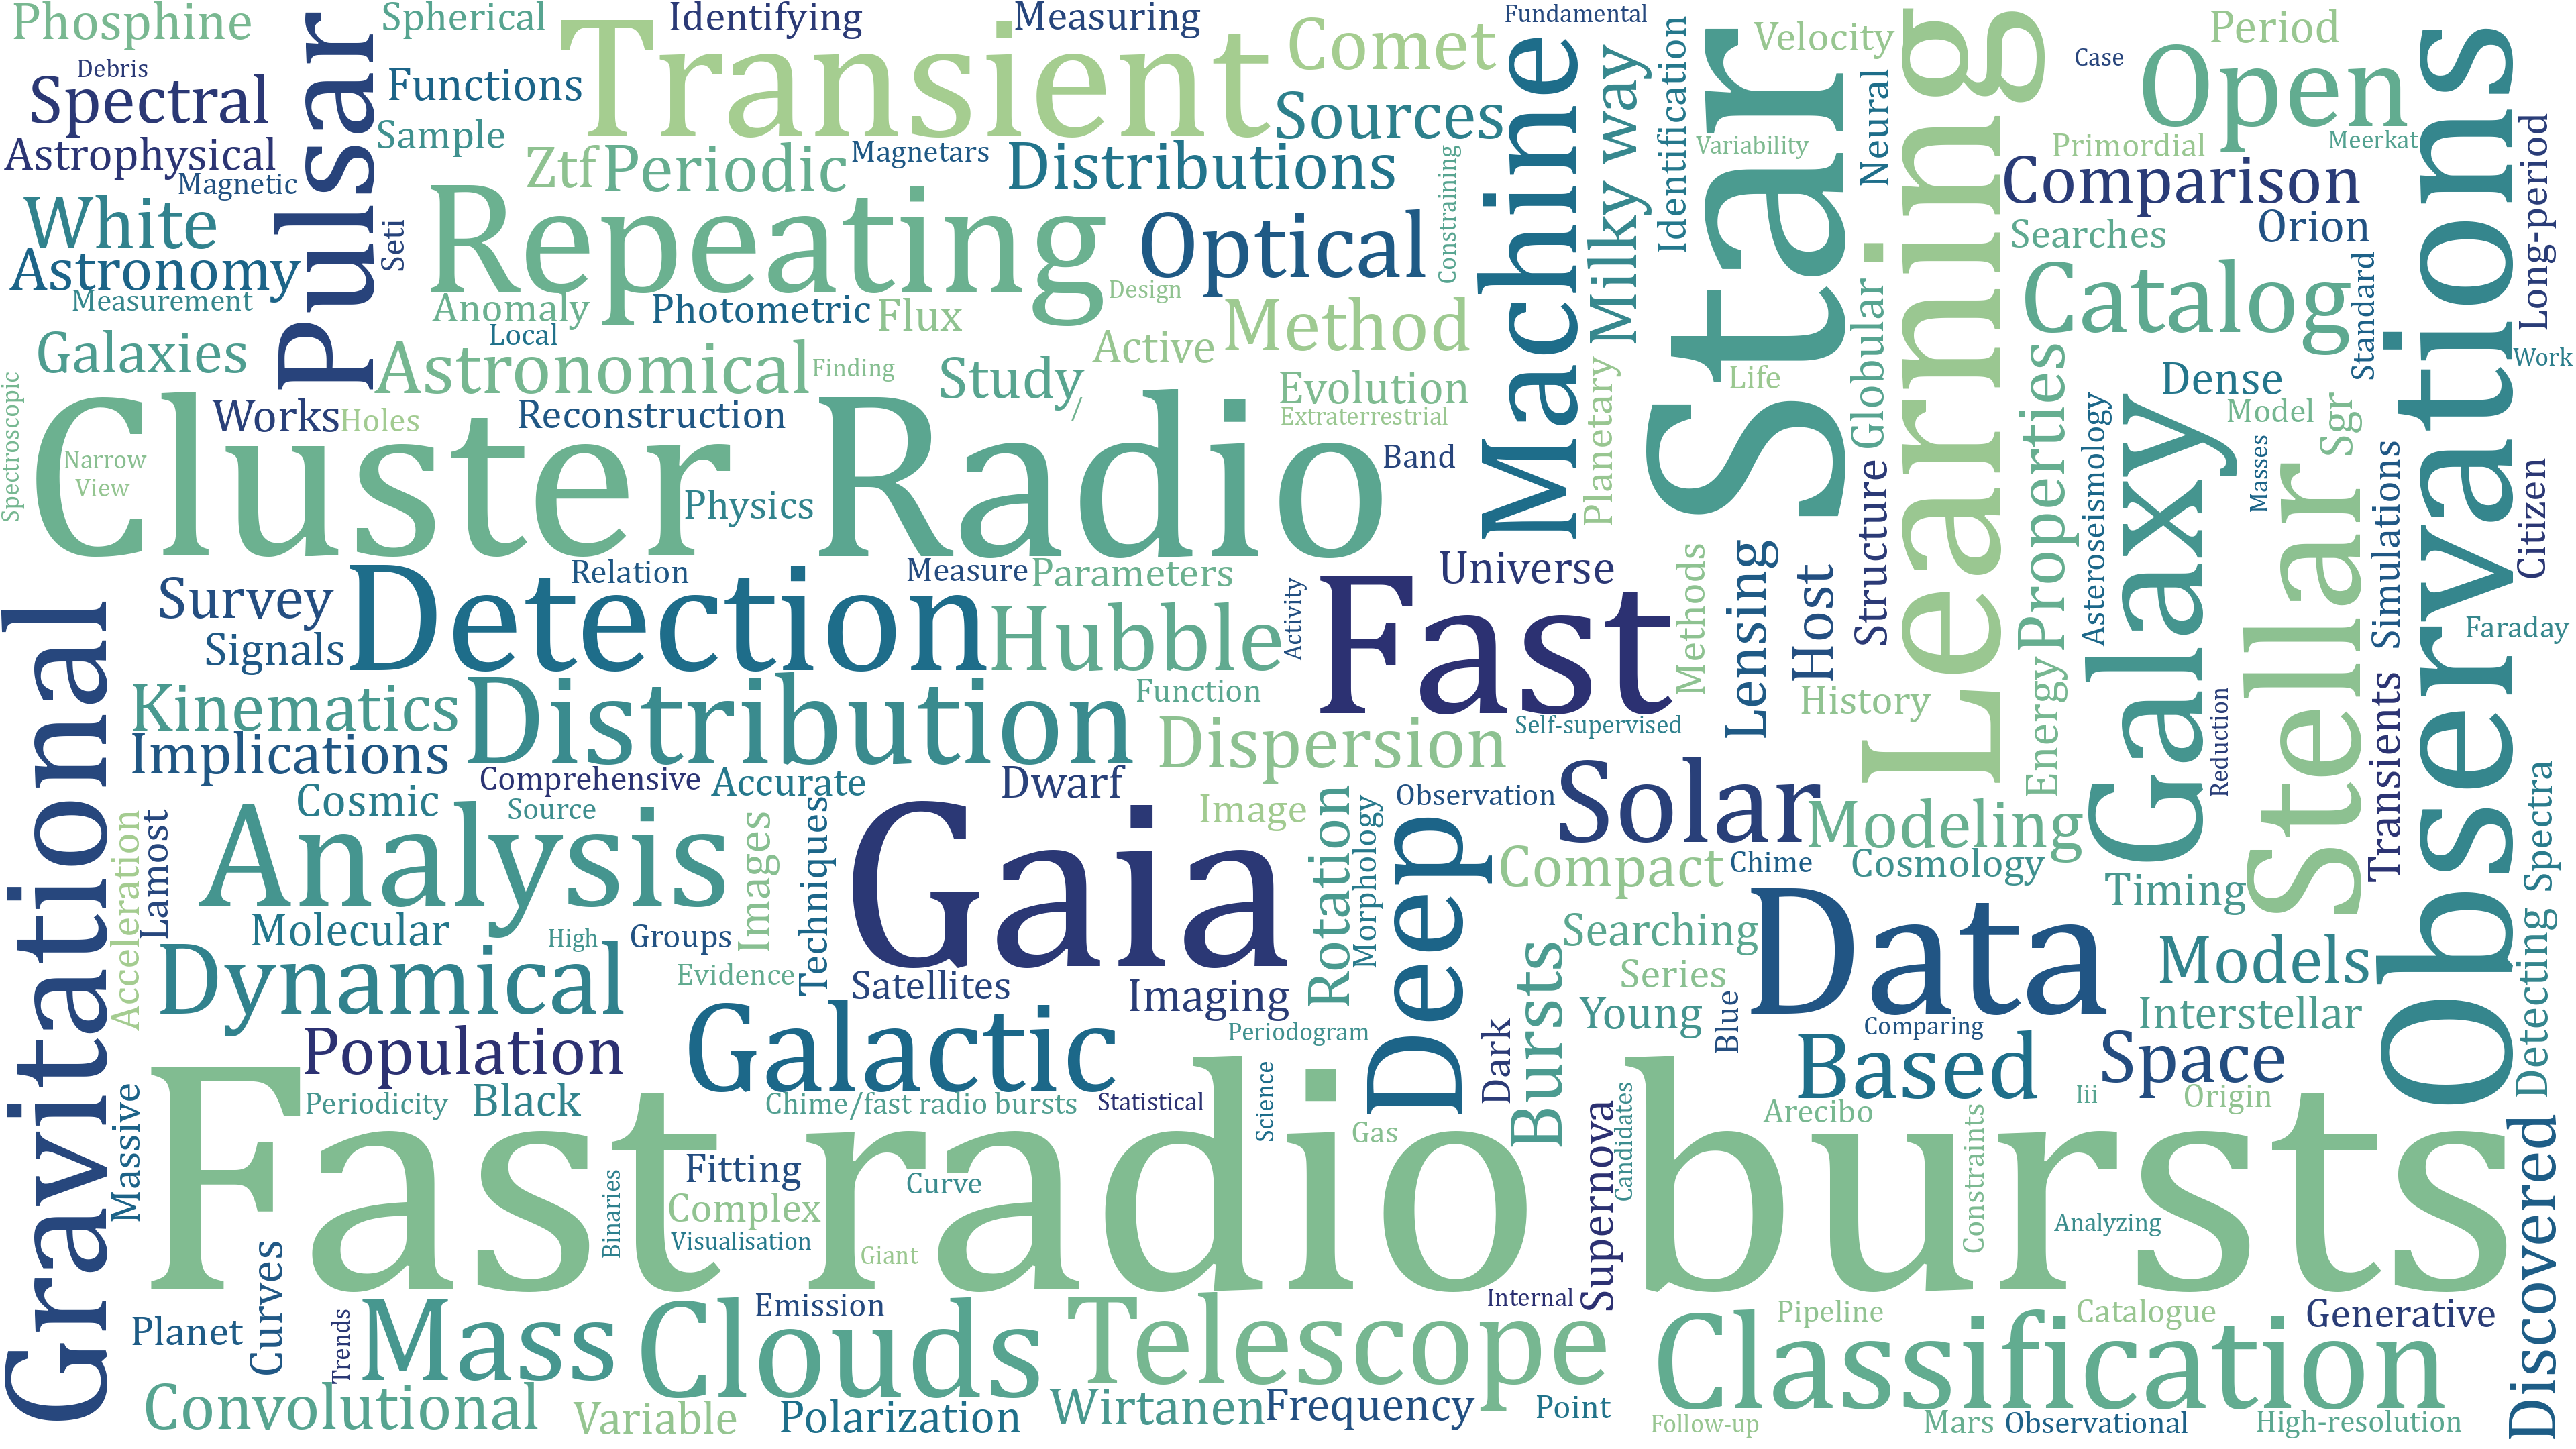 Phosphine
Spherical
Identifying
Measuring
Fundamental
Velocity
Period
Debris
Spectral
Pulsar
Functions
Transient
Comet
Machine
Milky way
Identification
Star
Neural
Learning
Case
Open
Observations
Astrophysical
Sample
Sources
Variability
Primordial
Meerkat
Long-period
Magnetic
Ztf
Periodic
Magnetars
Distributions
Constraining
Comparison
White
Seti
Repeating
Optical
Searches
Orion
Astronomy
Measurement
Anomaly
Photometric
Flux
Design
Method
Globular
Catalog
Standard
Local
Galaxies
Astronomical
Finding
Study
Active
Planetary
Life
Properties
Dense
Work
Spectroscopic
Works
Holes
Reconstruction
/
Evolution
Extraterrestrial
Asteroseismology
Galaxy
Model
Sgr
Cluster
Radio
Band
Structure
Masses
Stellar
Simulations
Citizen
Narrow
View
Physics
Relation
Measure
Parameters
Universe
Methods
Lensing
Host
Gravitational
Survey
Detection
Hubble
Activity
Fast
Faraday
Signals
Kinematics
Distribution
Function
Self-supervised
History
Energy
Reduction
Transients
Implications
Dispersion
Comprehensive
Accurate
Dwarf
Observation
Solar
Cosmic
Source
Image
Rotation
Morphology
Modeling
Spectra
Acceleration
Lamost
Analysis
Images
Techniques
Gaia
Deep
Compact
Chime
Cosmology
Timing
Molecular
High
Groups
Searching
Data
Models
Detecting
Dynamical
Evidence
Satellites
Imaging
Series
Bursts
Young
Blue
Comparing
Interstellar
Population
Galactic
Periodogram
Dark
Based
Space
Massive
Periodicity
Black
Chime/fast radio bursts
Statistical
Science
Gas
Supernova
Candidates
Arecibo
Iii
Origin
Discovered
Fast radio bursts
Binaries
Fitting
Curve
Complex
Visualisation
Giant
Constraints
Analyzing
Curves
Planet
Trends
Mass
Clouds
Emission
Telescope
Internal
Classification
Pipeline
Catalogue
Generative
Convolutional
Variable
Polarization
Wirtanen
Frequency
Point
Follow-up
Mars
Observational
High-resolution